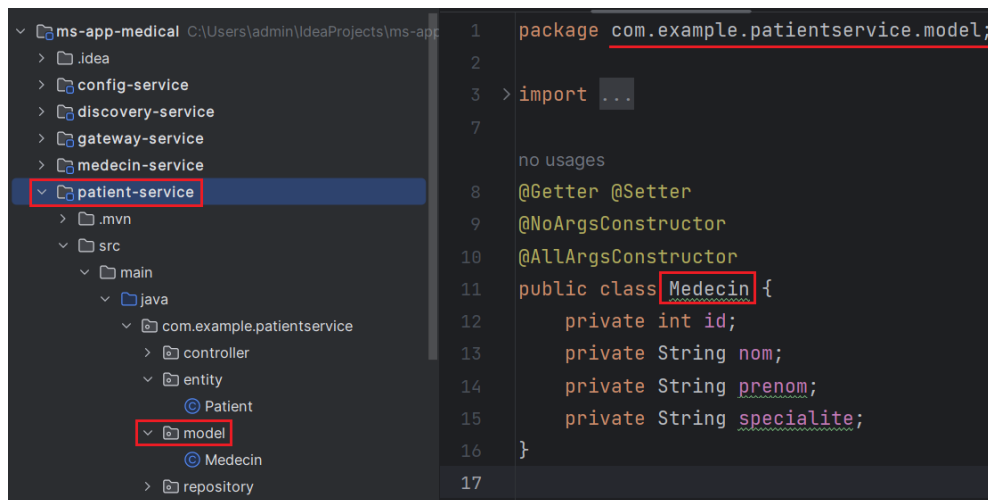 ms-app-medical C:\Users\admin\IdeaProjects\ms-app
.idea
config-service
discovery-service
gateway-service
medecin-service
patient-service
.mvn
src
main
java
com.example.patientservice
controller
entity
Patient
model
Medecin
repository
1 package com.example.patientservice.model;
2
3 import ...
7
no usages
8 @Getter @Setter
9 @NoArgsConstructor
10 @AllArgsConstructor
11 public class Medecin {
12 private int id;
13 private String nom;
14 private String prenom;
15 private String specialite;
16 }
17